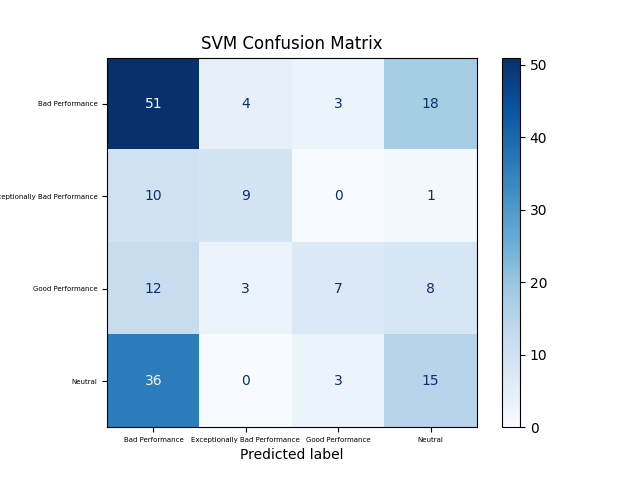 SVM Confusion Matrix
Bad Performance
51 4 3 18
ceptionally Bad Performance
10 9 0 1
Good Performance
12 3 7 8
Neutral
36 0 3 15
Bad Performance Exceptionally Bad Performance Good Performance Neutral
Predicted label
50
40
30
20
10
0